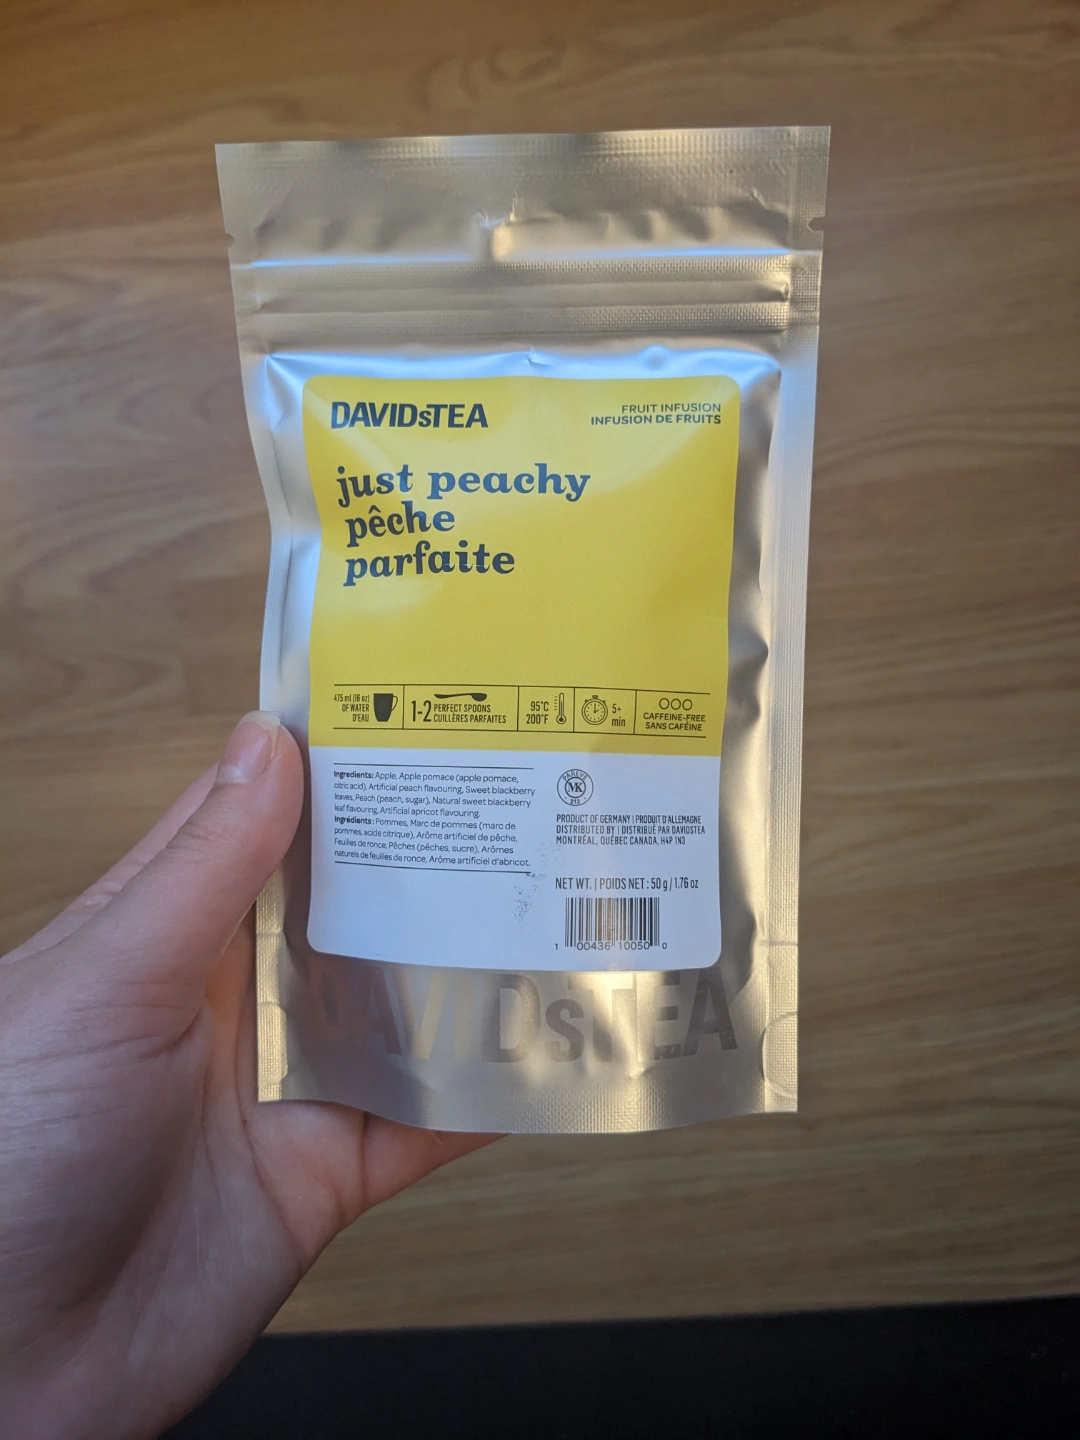 DAVIDsTEA
FRUIT INFUSION
INFUSION DE FRUITS
just peachy
pêche
parfaite
475 ml (16 oz)
OF WATER
D'EAU
1-2 PERFECT SPOONS
CUILLÈRES PARFAITES
95°C
200°F
5+
min
CAFFEINE-FREE
SANS CAFÉINE
Ingredients: Apple, Apple pomace (apple pomace,
citric acid), Artificial peach flavouring, Sweet blackberry
leaves, Peach (peach, sugar), Natural sweet blackberry
leaf flavouring, Artificial apricot flavouring.
Ingrédients : Pommes, Marc de pommes (marc de
pommes, acide citrique), Arôme artificiel de pêche,
Feuilles de ronce, Pêches (pêches, sucre), Arômes
naturels de feuilles de ronce, Arôme artificiel d'abricot.
PAREVE
MK
213
PRODUCT OF GERMANY | PRODUIT D'ALLEMAGNE
DISTRIBUTED BY | DISTRIBUÉ PAR DAVIDSTEA
MONTRÉAL, QUÉBEC CANADA, H4P 1N3
NET WT. | POIDS NET : 50 g / 1.76 oz
1 00436 10050 0
DAVIDsTEA